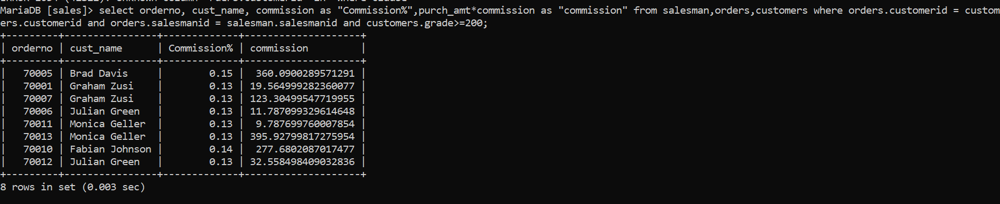 MariaDB [sales]> select orderno, cust_name, commission as "Commission%",purch_amt*commission as "commission" from salesman,orders,customers where orders.customerid = custom
ers.customerid and orders.salesmanid = salesman.salesmanid and customers.grade>=200;
+---------+----------------+-------------+--------------------+
| orderno | cust_name      | Commission% | commission         |
+---------+----------------+-------------+--------------------+
|   70005 | Brad Davis     |        0.15 |  360.0900289571291 |
|   70001 | Graham Zusi    |        0.13 | 19.564999282360077 |
|   70007 | Graham Zusi    |        0.13 | 123.30499547719955 |
|   70006 | Julian Green   |        0.13 | 11.787099329614648 |
|   70011 | Monica Geller  |        0.13 |  9.787699760007854 |
|   70013 | Monica Geller  |        0.13 | 395.92799817275954 |
|   70010 | Fabian Johnson |        0.14 |  277.6802087017477 |
|   70012 | Julian Green   |        0.13 | 32.558498409032836 |
+---------+----------------+-------------+--------------------+
8 rows in set (0.003 sec)